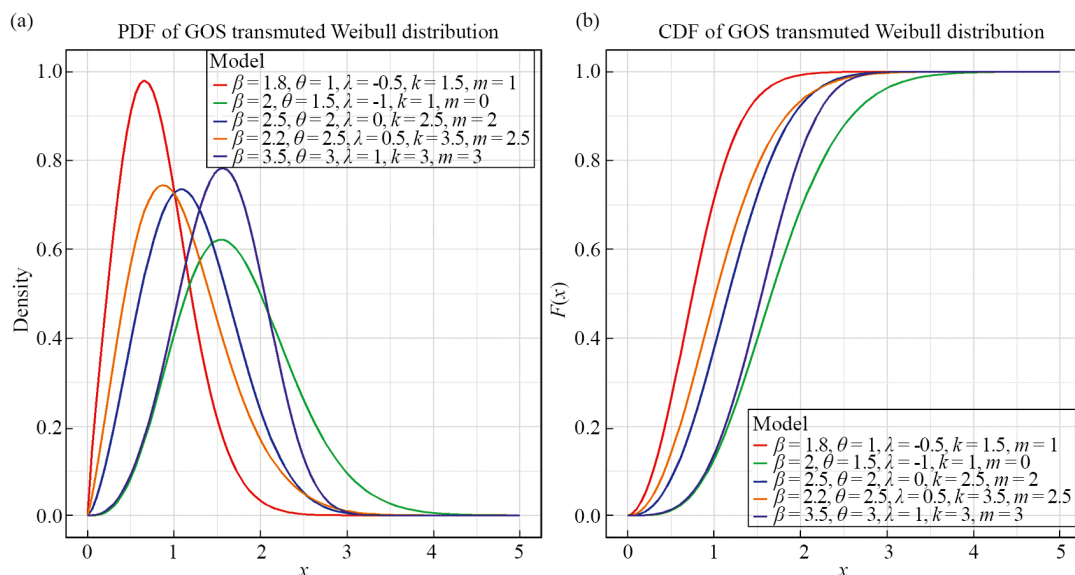 (a)
PDF of GOS transmuted Weibull distribution
Model
β = 1.8, θ = 1, λ = -0.5, k = 1.5, m = 1
β = 2, θ = 1.5, λ = -1, k = 1, m = 0
β = 2.5, θ = 2, λ = 0, k = 2.5, m = 2
β = 2.2, θ = 2.5, λ = 0.5, k = 3.5, m = 2.5
β = 3.5, θ = 3, λ = 1, k = 3, m = 3
1.0
0.8
0.6
0.4
0.2
0.0
Density
0 1 2 3 4 5
x
(b)
CDF of GOS transmuted Weibull distribution
1.0
0.8
0.6
0.4
0.2
0.0
F(x)
Model
β = 1.8, θ = 1, λ = -0.5, k = 1.5, m = 1
β = 2, θ = 1.5, λ = -1, k = 1, m = 0
β = 2.5, θ = 2, λ = 0, k = 2.5, m = 2
β = 2.2, θ = 2.5, λ = 0.5, k = 3.5, m = 2.5
β = 3.5, θ = 3, λ = 1, k = 3, m = 3
0 1 2 3 4 5
x